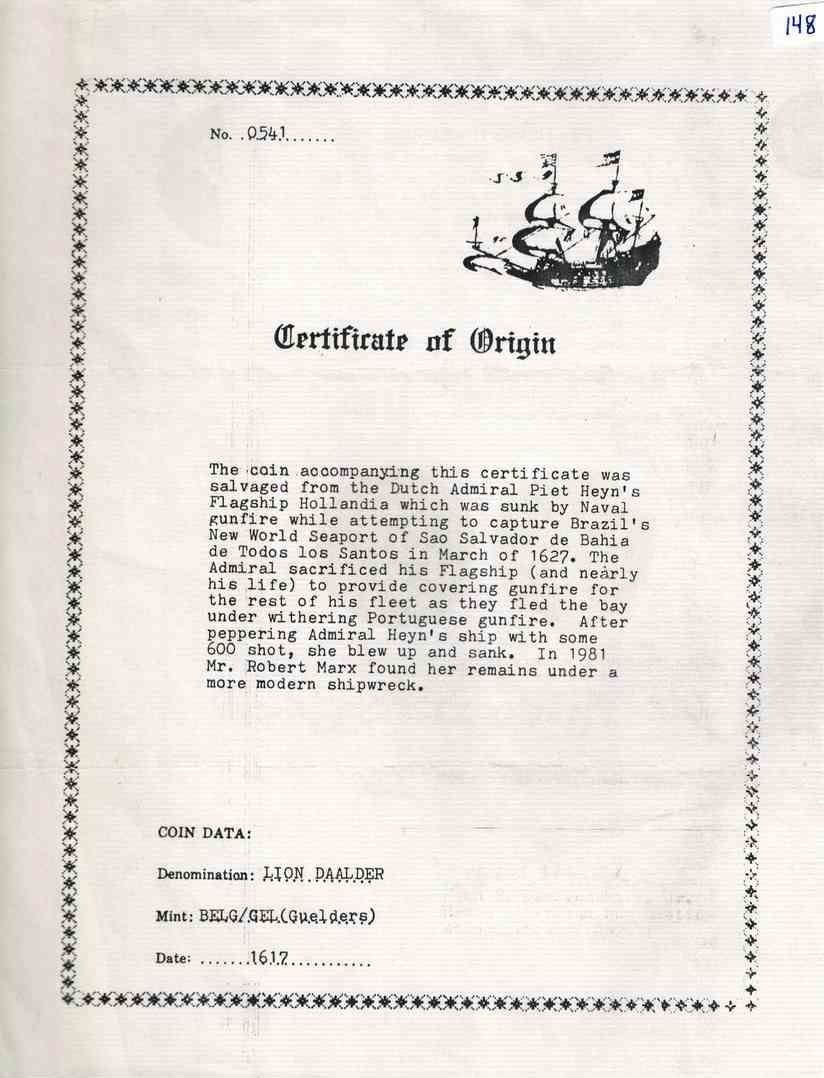 148
No. .0541.......
Certificate of Origin
The coin accompanying this certificate was
salvaged from the Dutch Admiral Piet Heyn's
Flagship Hollandia which was sunk by Naval
gunfire while attempting to capture Brazil's
New World Seaport of Sao Salvador de Bahia
de Todos los Santos in March of 1627. The
Admiral sacrificed his Flagship (and nearly
his life) to provide covering gunfire for
the rest of his fleet as they fled the bay
under withering Portuguese gunfire. After
peppering Admiral Heyn's ship with some
600 shot, she blew up and sank. In 1981
Mr. Robert Marx found her remains under a
more modern shipwreck.
COIN DATA:
Denomination: LION DAALDER
Mint: BELG/GEL(Guelders)
Date: .......1617...........